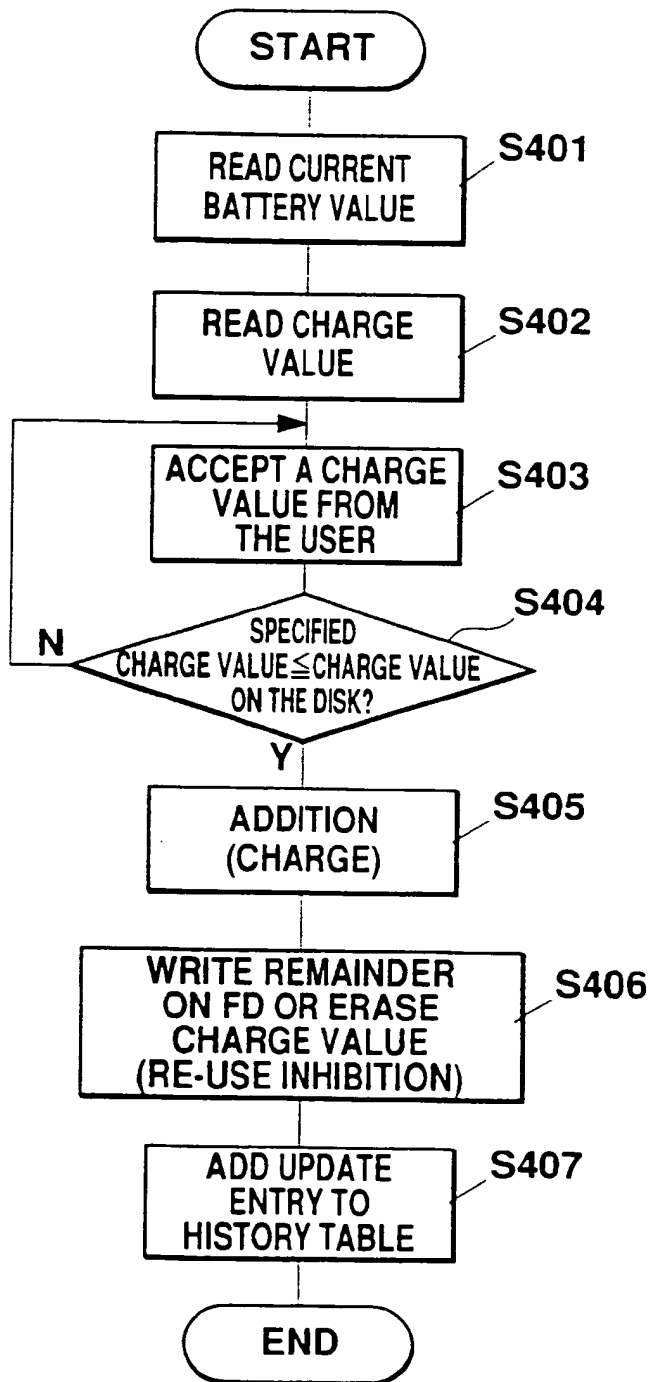 START
S401
READ CURRENT
BATTERY VALUE
S402
READ CHARGE
VALUE
S403
ACCEPT A CHARGE
VALUE FROM
THE USER
S404
N
SPECIFIED
CHARGE VALUE≦CHARGE VALUE
ON THE DISK?
Y
S405
ADDITION
(CHARGE)
S406
WRITE REMAINDER
ON FD OR ERASE
CHARGE VALUE
(RE-USE INHIBITION)
S407
ADD UPDATE
ENTRY TO
HISTORY TABLE
END